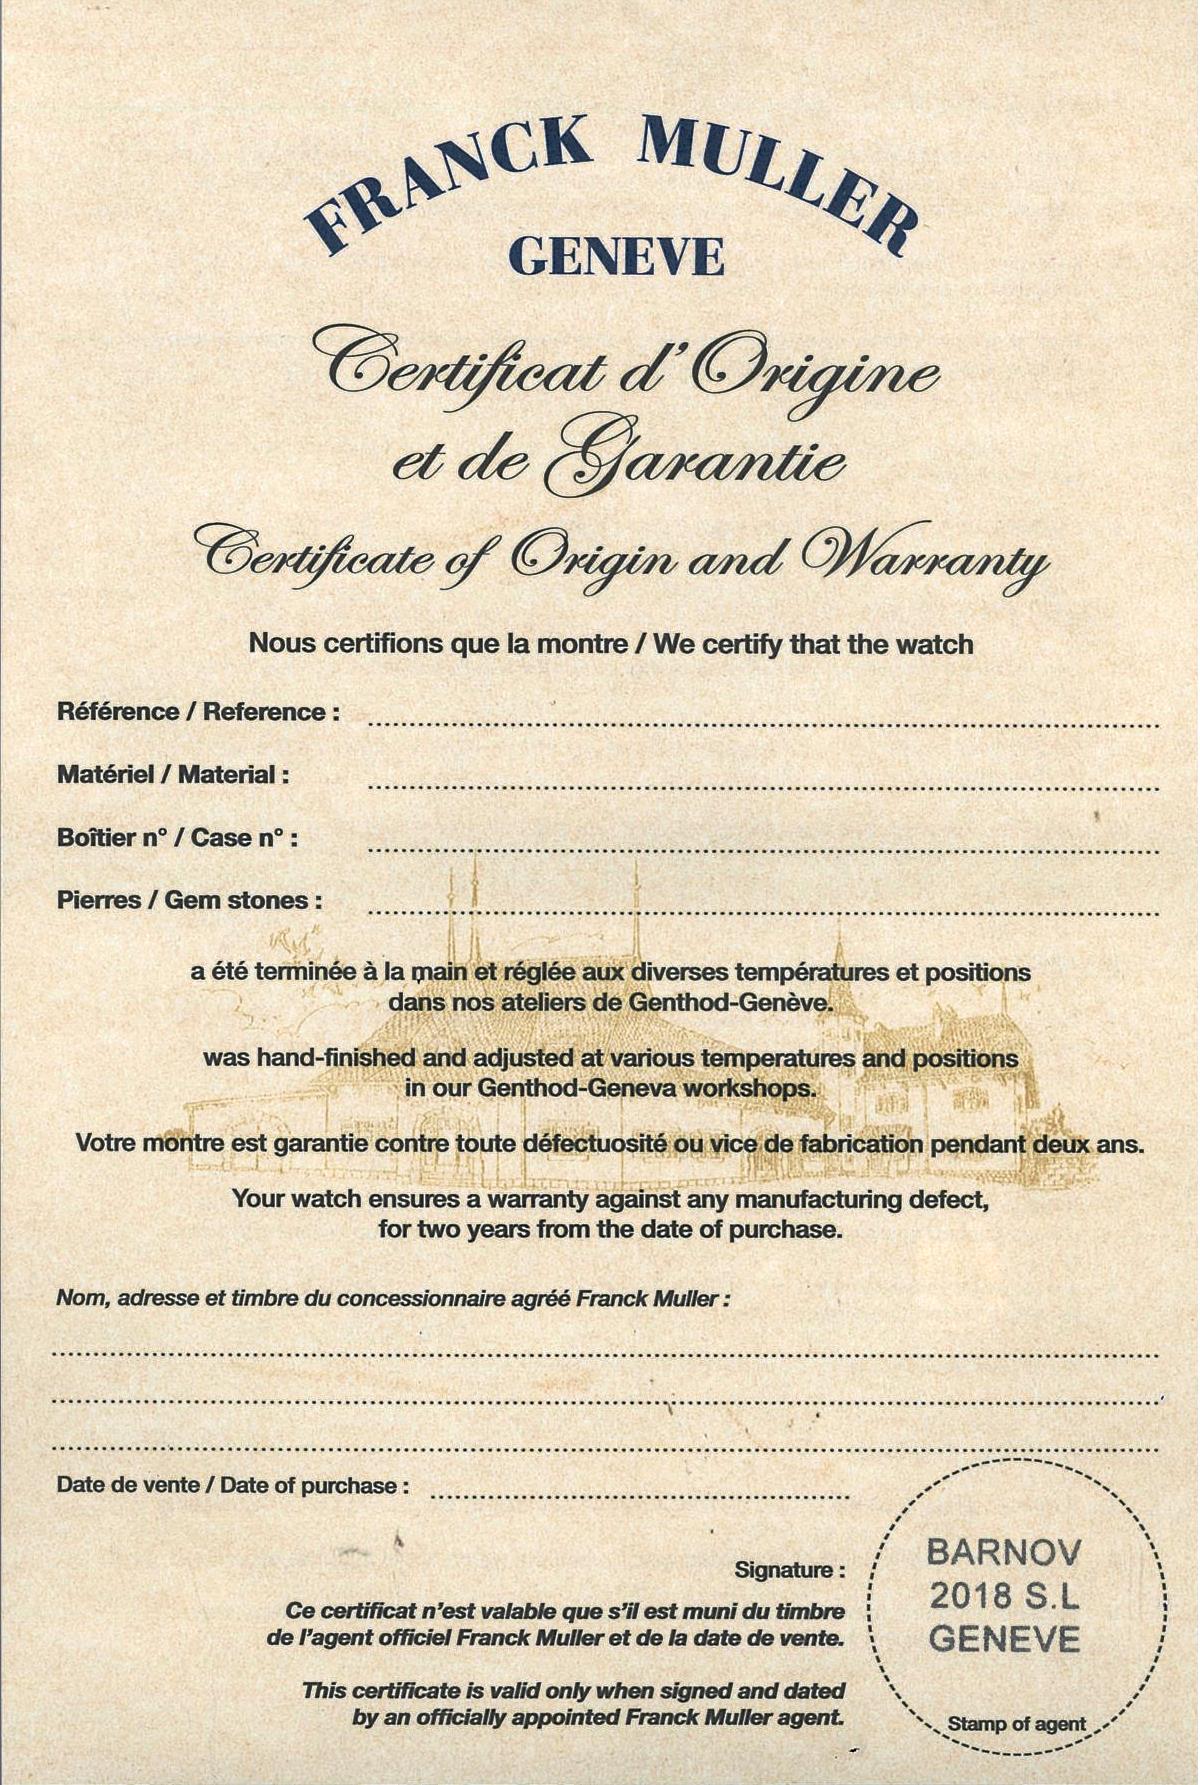 FRANCK MULLER
GENEVE
Certificat d'Origine
et de Garantie
Certificate of Origin and Warranty
Nous certifions que la montre / We certify that the watch
Référence / Reference :
Matériel / Material :
Boîtier n° / Case n° :
Pierres / Gem stones :
a été terminée à la main et réglée aux diverses températures et positions
dans nos ateliers de Genthod-Genève.
was hand-finished and adjusted at various temperatures and positions
in our Genthod-Geneva workshops.
Votre montre est garantie contre toute défectuosité ou vice de fabrication pendant deux ans.
Your watch ensures a warranty against any manufacturing defect,
for two years from the date of purchase.
Nom, adresse et timbre du concessionnaire agréé Franck Muller :
Date de vente / Date of purchase :
Signature :
Ce certificat n'est valable que s'il est muni du timbre
de l'agent officiel Franck Muller et de la date de vente.
This certificate is valid only when signed and dated
by an officially appointed Franck Muller agent.
BARNOV
2018 S.L
GENEVE
Stamp of agent